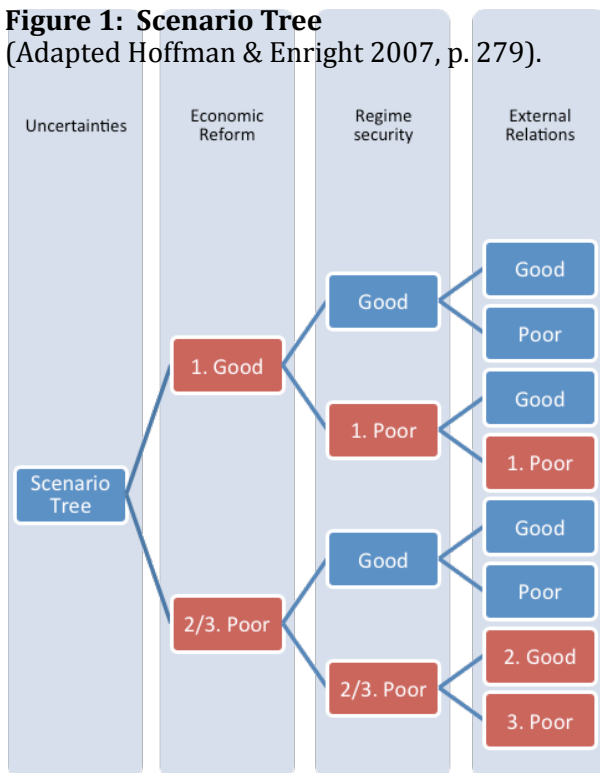 Figure 1: Scenario Tree
(Adapted Hoffman & Enright 2007, p. 279).
Uncertainties
Economic
Reform
Regime
security
External
Relations
Scenario
Tree
1. Good
2/3. Poor
Good
1. Poor
Good
2/3. Poor
Good
Poor
Good
1. Poor
Good
Poor
2. Good
3. Poor